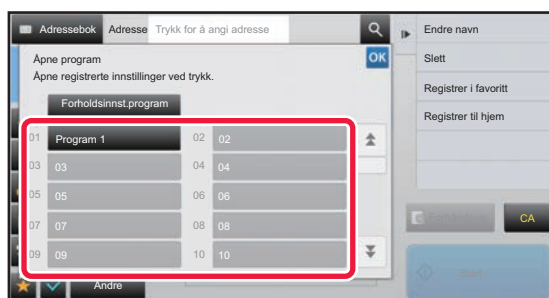 Adressebok Adresse Trykk for å angi adresse
Endre navn
Åpne program
OK
Slett
Åpne registrerte innstillinger ved trykk.
Registrer i favoritt
Forholdsinnst.program
Registrer til hjem
01 Program 1 02 02
03 03 04 04
05 05 06 06
07 07 08 08
CA
09 09 10 10
Start
Andre